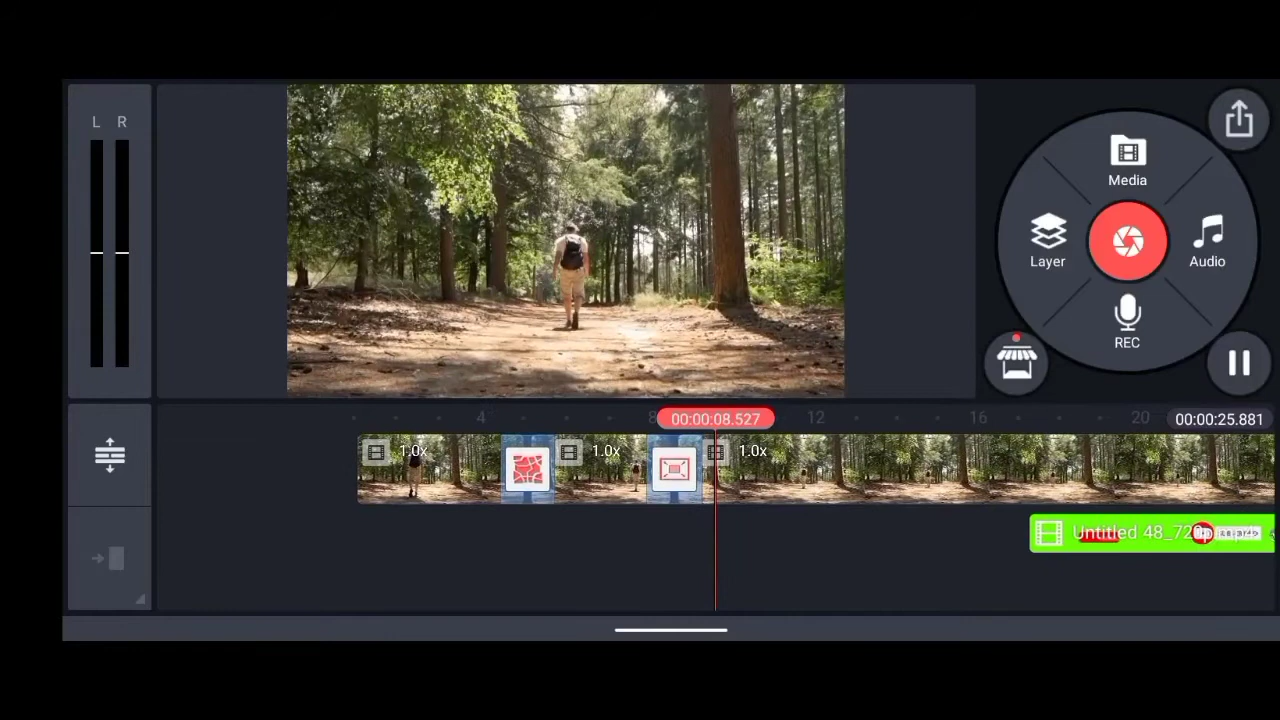 L R
Media
Layer
Audio
REC
4
8
00:00:08.527
12
16
20
00:00:25.881
1.0x
1.0x
1.0x
Untitled 48_720p